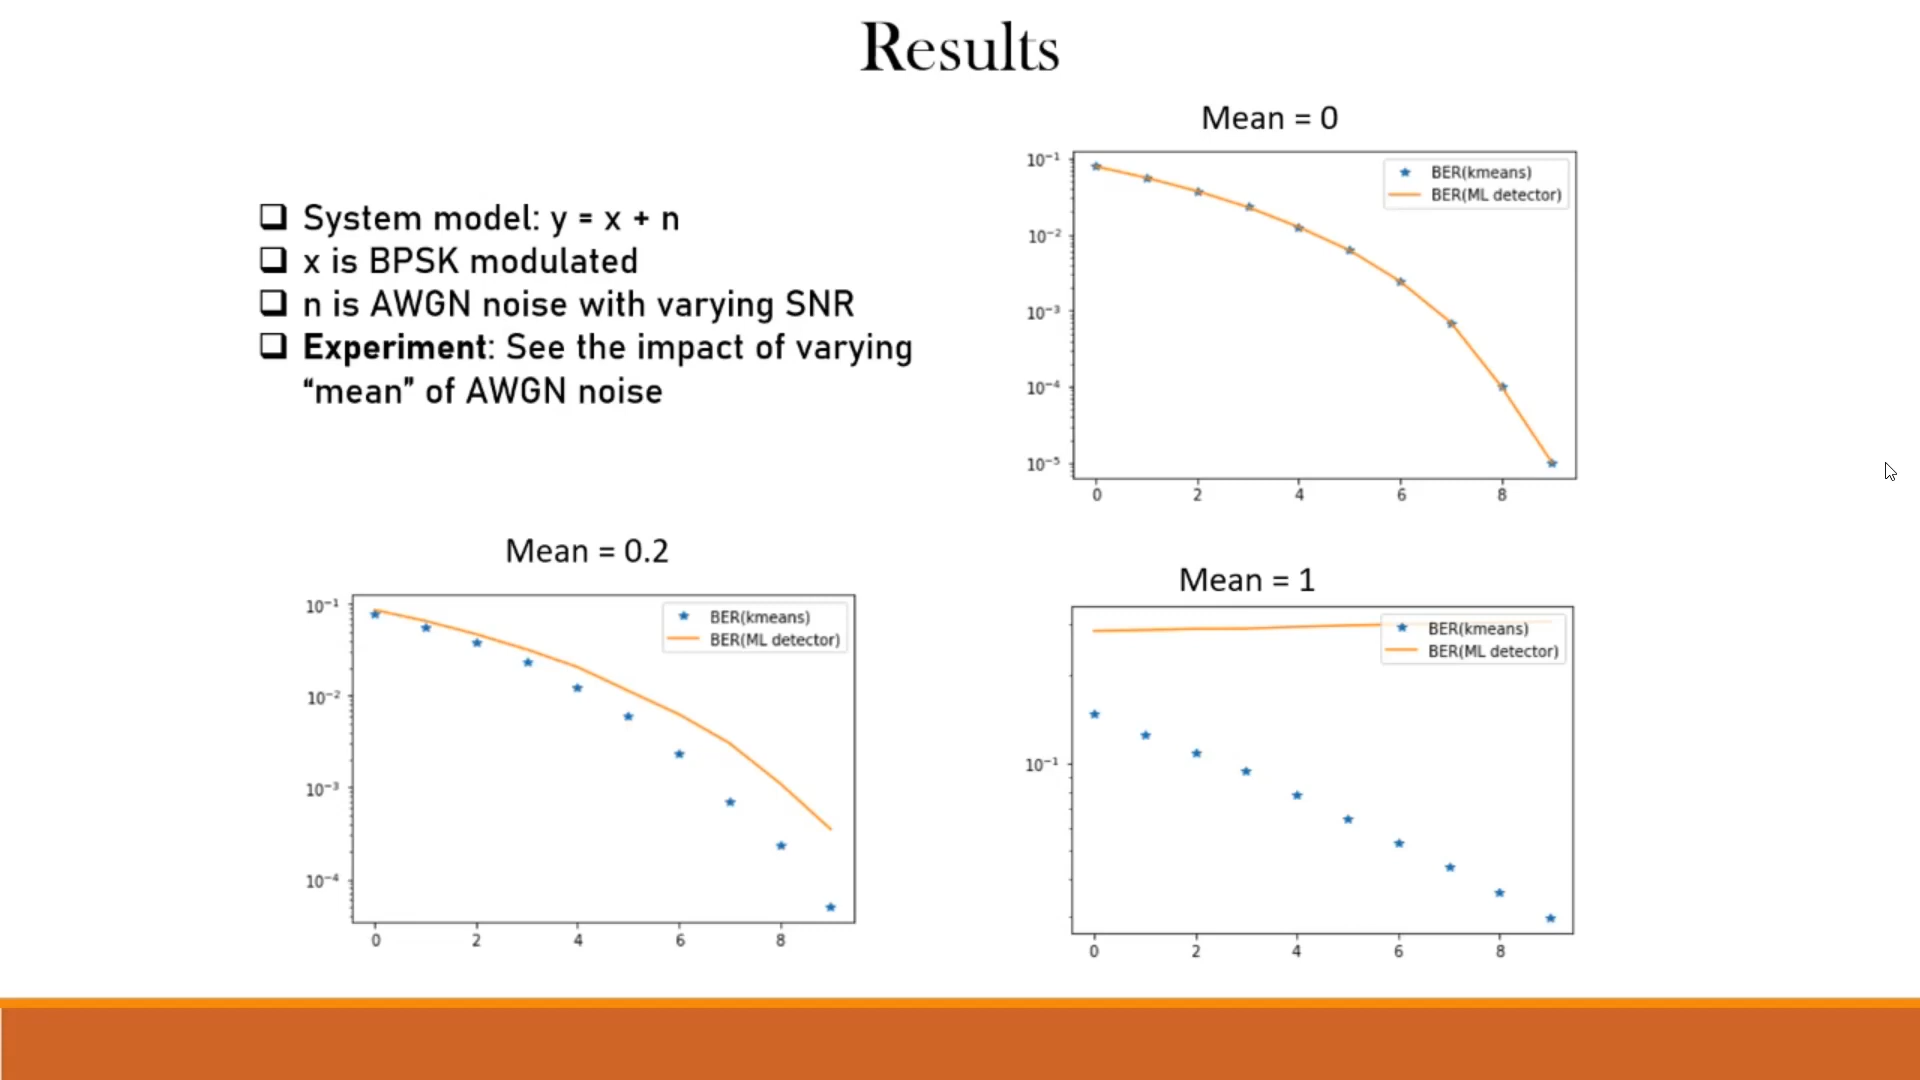 Results
System model: y = x + n
x is BPSK modulated
n is AWGN noise with varying SNR
Experiment: See the impact of varying
“mean” of AWGN noise
Mean = 0
BER(kmeans)
BER(ML detector)
10⁻¹
10⁻²
10⁻³
10⁻⁴
10⁻⁵
0 2 4 6 8
Mean = 0.2
BER(kmeans)
BER(ML detector)
10⁻¹
10⁻²
10⁻³
10⁻⁴
0 2 4 6 8
Mean = 1
BER(kmeans)
BER(ML detector)
10⁻¹
0 2 4 6 8